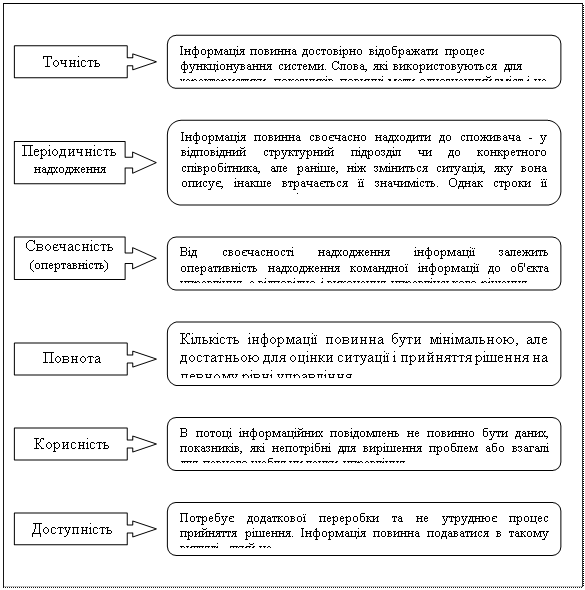 Точність
Інформація повинна достовірно відображати процес
функціонування системи. Слова, які використовуються для
Періодичність
надходження
Інформація повинна своєчасно надходити до споживача - у
відповідний структурний підрозділ чи до конкретного
співробітника, але раніше, ніж зміниться ситуація, яку вона
описує, інакше втрачається її значимість. Однак строки її
Своєчасність
(опертавність)
Від своєчасності надходження інформації залежить
оперативність надходження командної інформації до об'єкта
Повнота
Кількість інформації повинна бути мінімальною, але
достатньою для оцінки ситуації і прийняття рішення на
певному рівні управління
Корисність
В потоці інформаційних повідомлень не повинно бути даних,
показників, які непотрібні для вирішення проблем або взагалі
Доступність
Потребує додаткової переробки та не утруднює процес
прийняття рішення. Інформація повинна подаватися в такому